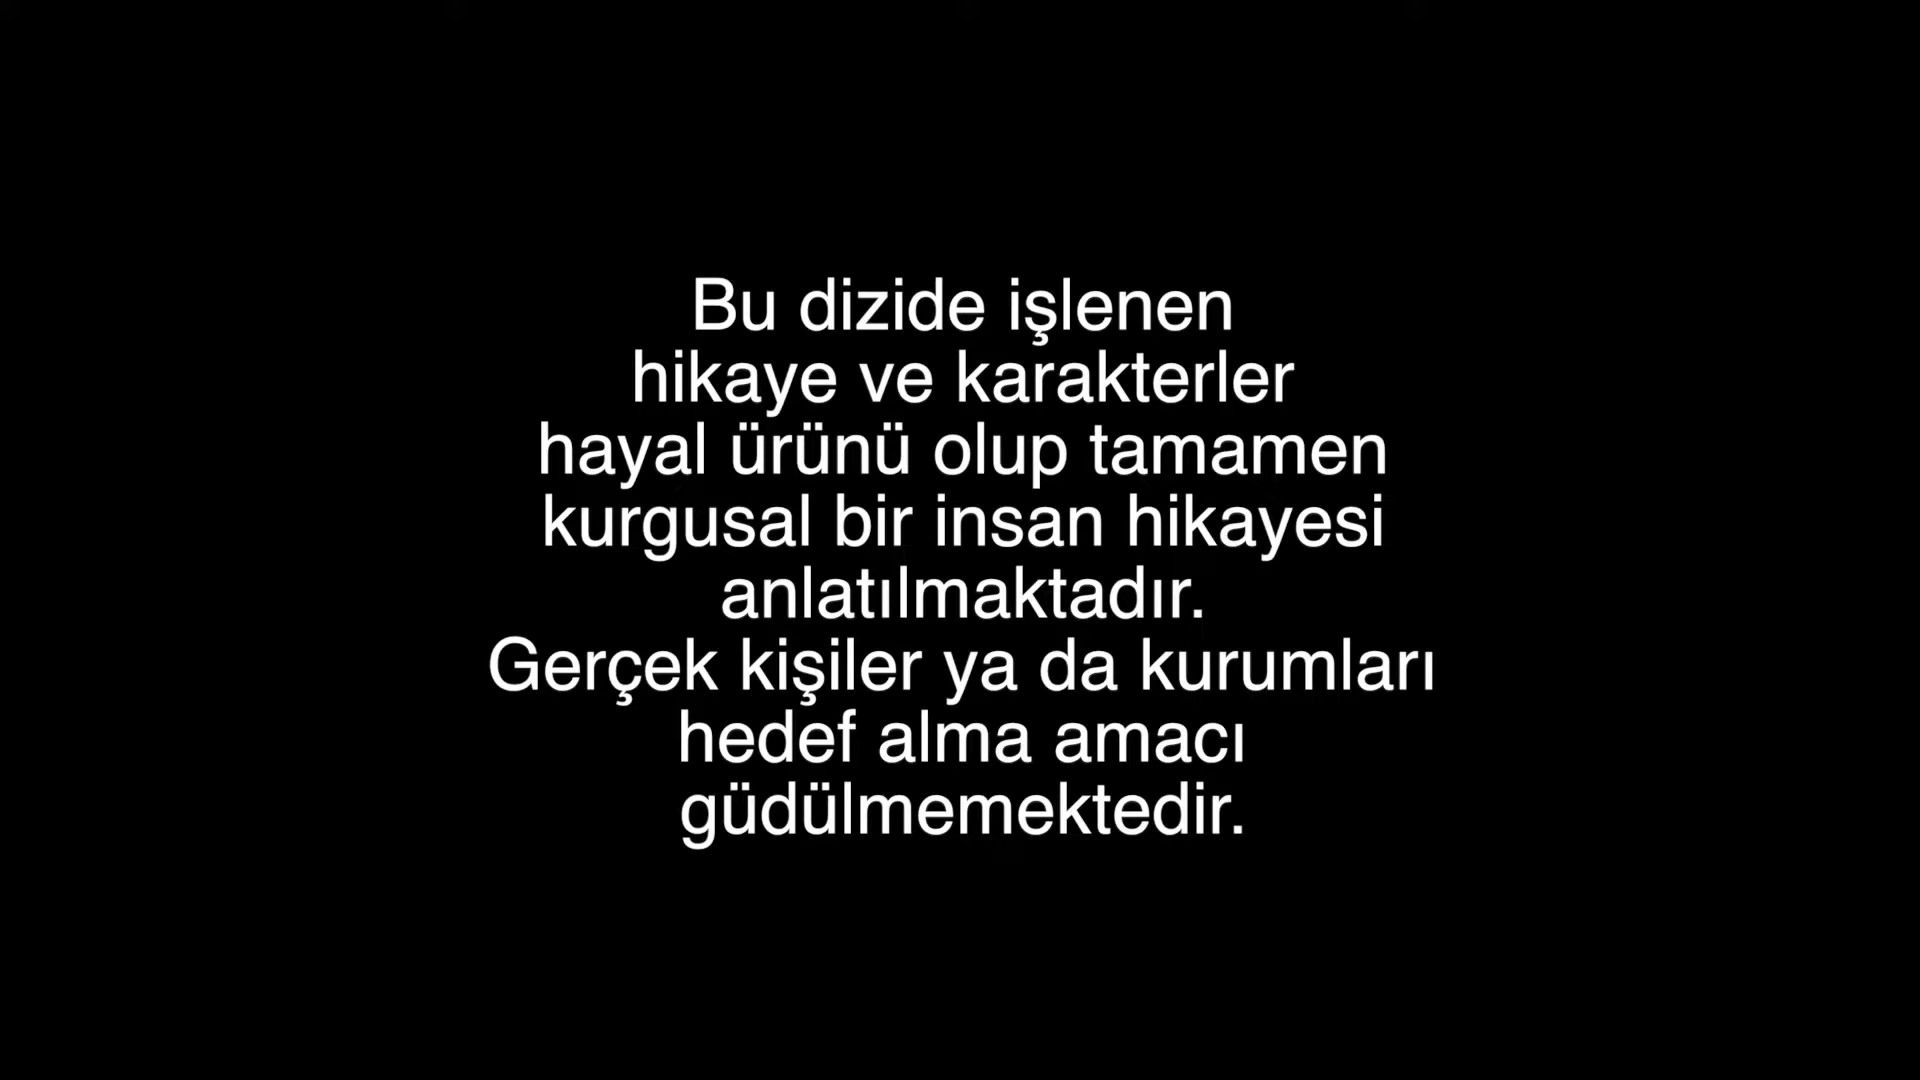 Bu dizide işlenen
hikaye ve karakterler
hayal ürünü olup tamamen
kurgusal bir insan hikayesi
anlatılmaktadır.
Gerçek kişiler ya da kurumları
hedef alma amacı
güdülmemektedir.